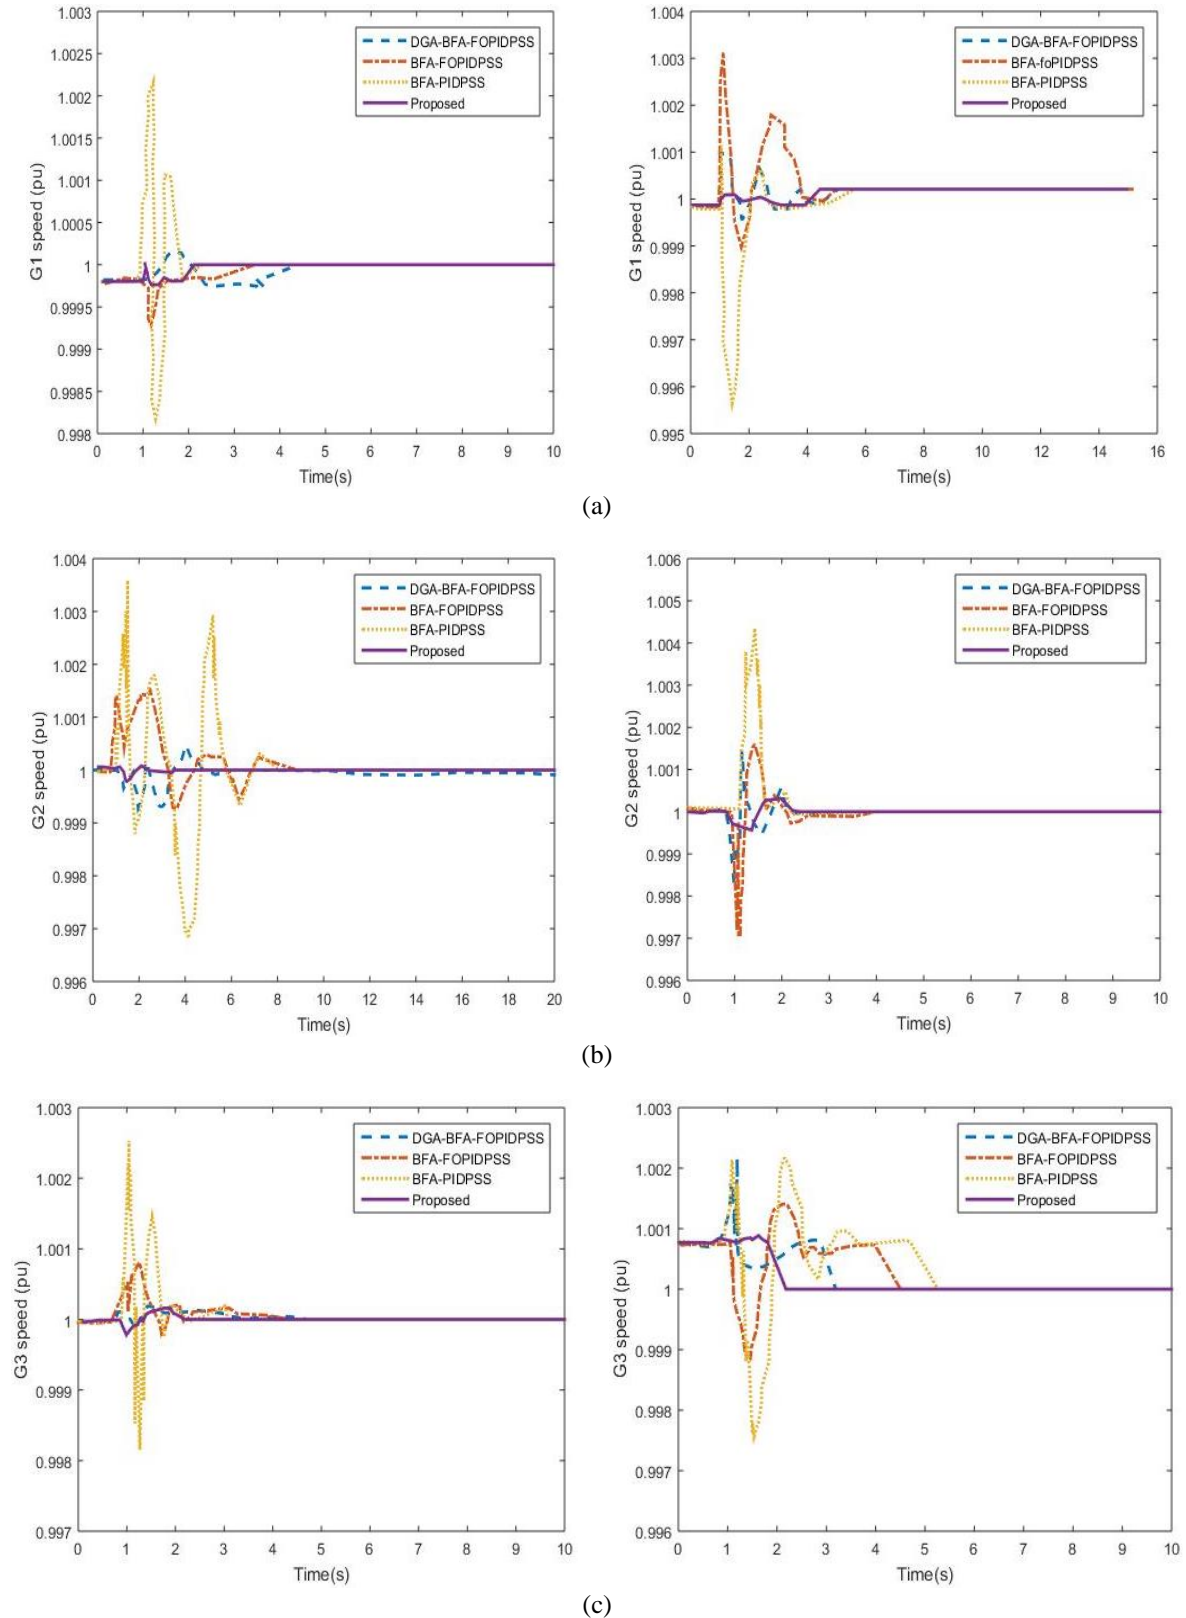 1.003
1.0025
1.002
1.0015
1.001
1.0005
1
0.9995
0.999
0.9985
0.998
G1 speed (pu)
DGA-BFA-FOPIDPSS
BFA-FOPIDPSS
BFA-PIDPSS
Proposed
0 1 2 3 4 5 6 7 8 9 10
Time(s)
1.004
1.003
1.002
1.001
1
0.999
0.998
0.997
0.996
0.995
G1 speed (pu)
DGA-BFA-FOPIDPSS
BFA-foPIDPSS
BFA-PIDPSS
Proposed
0 2 4 6 8 10 12 14 16
Time(s)
(a)
1.004
1.003
1.002
1.001
1
0.999
0.998
0.997
0.996
G2 speed (pu)
DGA-BFA-FOPIDPSS
BFA-FOPIDPSS
BFA-PIDPSS
Proposed
0 2 4 6 8 10 12 14 16 18 20
Time(s)
1.006
1.005
1.004
1.003
1.002
1.001
1
0.999
0.998
0.997
0.996
G2 speed (pu)
DGA-BFA-FOPIDPSS
BFA-FOPIDPSS
BFA-PIDPSS
Proposed
0 1 2 3 4 5 6 7 8 9 10
Time(s)
(b)
1.003
1.002
1.001
1
0.999
0.998
0.997
G3 speed (pu)
DGA-BFA-FOPIDPSS
BFA-FOPIDPSS
BFA-PIDPSS
Proposed
0 1 2 3 4 5 6 7 8 9 10
Time(s)
1.003
1.002
1.001
1
0.999
0.998
0.997
0.996
G3 speed (pu)
DGA-BFA-FOPIDPSS
BFA-FOPIDPSS
BFA-PIDPSS
Proposed
0 1 2 3 4 5 6 7 8 9 10
Time(s)
(c)